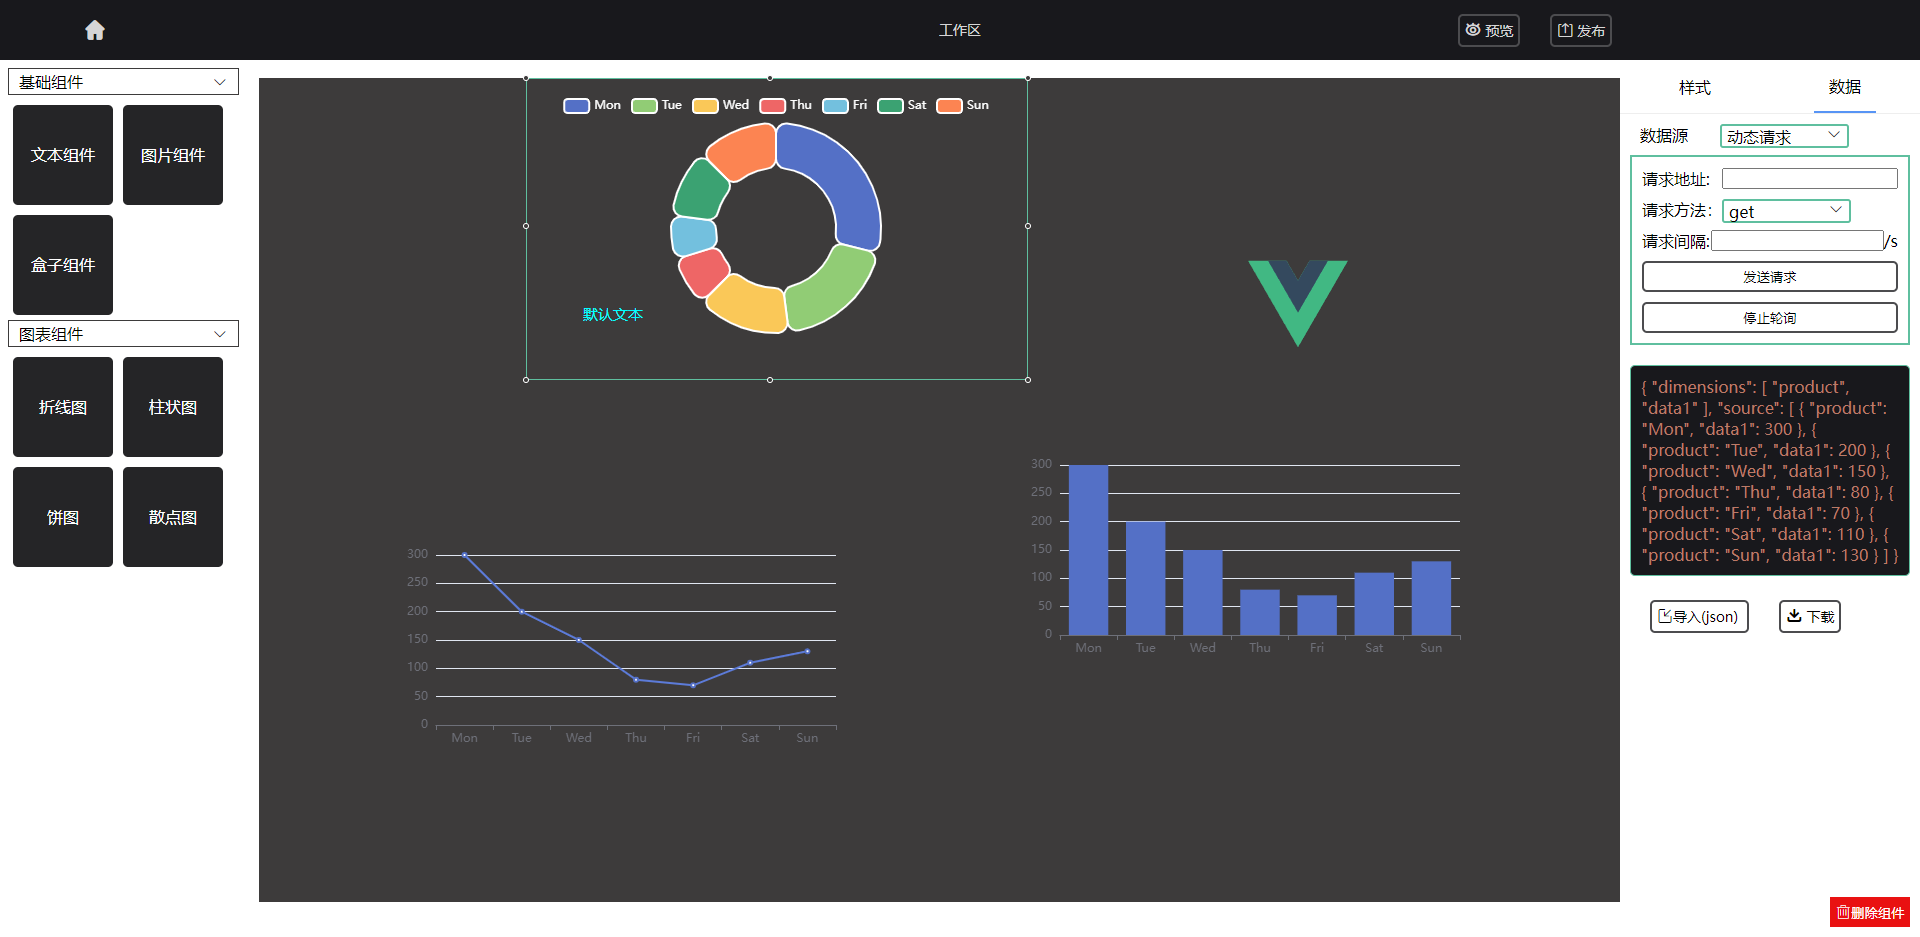 工作区
预览
发布
基础组件
文本组件
图片组件
盒子组件
图表组件
折线图
柱状图
饼图
散点图
Mon Tue Wed Thu Fri Sat Sun
默认文本
300
250
200
150
100
50
0
Mon Tue Wed Thu Fri Sat Sun
300
250
200
150
100
50
0
Mon Tue Wed Thu Fri Sat Sun
样式 数据
数据源 动态请求
请求地址:
请求方法: get
请求间隔: /s
发送请求
停止轮询
{ "dimensions": [ "product",
"data1" ], "source": [ { "product":
"Mon", "data1": 300 }, {
"product": "Tue", "data1": 200 }, {
"product": "Wed", "data1": 150 },
{ "product": "Thu", "data1": 80 }, {
"product": "Fri", "data1": 70 }, {
"product": "Sat", "data1": 110 }, {
"product": "Sun", "data1": 130 } ] }
导入(json)
下载
删除组件